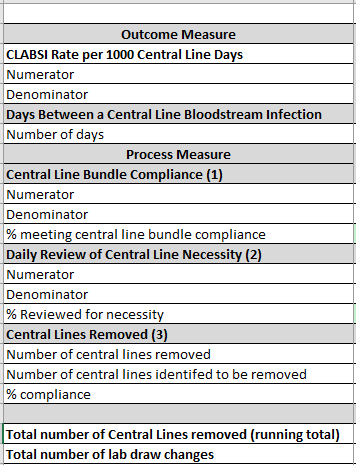 Outcome Measure
CLABSI Rate per 1000 Central Line Days
Numerator
Denominator
Days Between a Central Line Bloodstream Infection
Number of days
Process Measure
Central Line Bundle Compliance (1)
Numerator
Denominator
% meeting central line bundle compliance
Daily Review of Central Line Necessity (2)
Numerator
Denominator
% Reviewed for necessity
Central Lines Removed (3)
Number of central lines removed
Number of central lines identifed to be removed
% compliance
Total number of Central Lines removed (running total)
Total number of lab draw changes